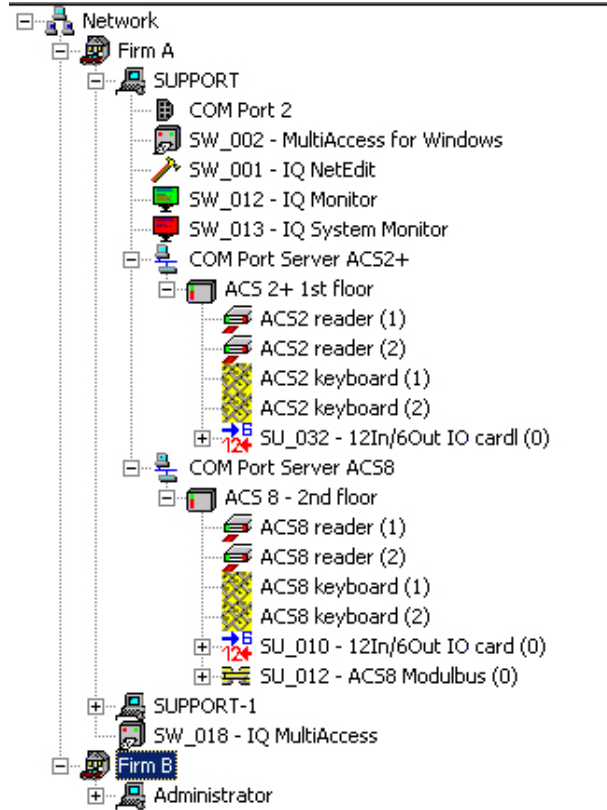 Network
Firm A
SUPPORT
COM Port 2
SW_002 - MultiAccess for Windows
SW_001 - IQ NetEdit
SW_012 - IQ Monitor
SW_013 - IQ System Monitor
COM Port Server ACS2+
ACS 2+ 1st floor
ACS2 reader (1)
ACS2 reader (2)
ACS2 keyboard (1)
ACS2 keyboard (2)
SU_032 - 12In/6Out IO cardl (0)
COM Port Server ACS8
ACS 8 - 2nd floor
ACS8 reader (1)
ACS8 reader (2)
ACS8 keyboard (1)
ACS8 keyboard (2)
SU_010 - 12In/6Out IO card (0)
SU_012 - ACS8 Modulbus (0)
SUPPORT-1
SW_018 - IQ MultiAccess
Firm B
Administrator